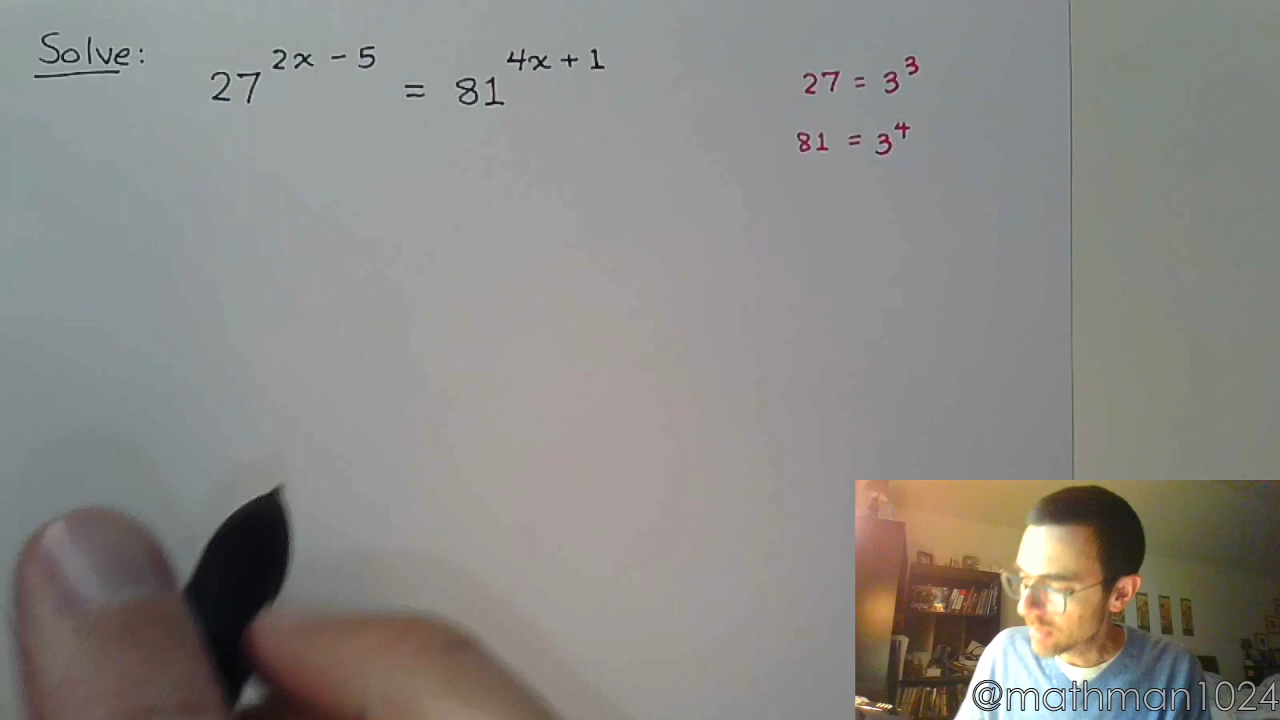 Solve: 27^(2x - 5) = 81^(4x + 1)
27 = 3^3
81 = 3^4
@mathman1024